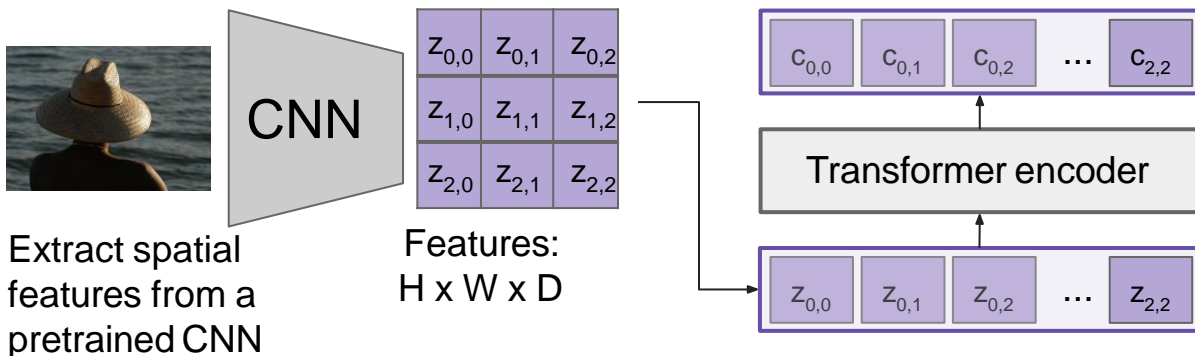 CNN
z0,0 z0,1 z0,2
z1,0 z1,1 z1,2
z2,0 z2,1 z2,2
Extract spatial
features from a
pretrained CNN
Features:
H x W x D
c0,0 c0,1 c0,2 ... c2,2
Transformer encoder
z0,0 z0,1 z0,2 ... z2,2